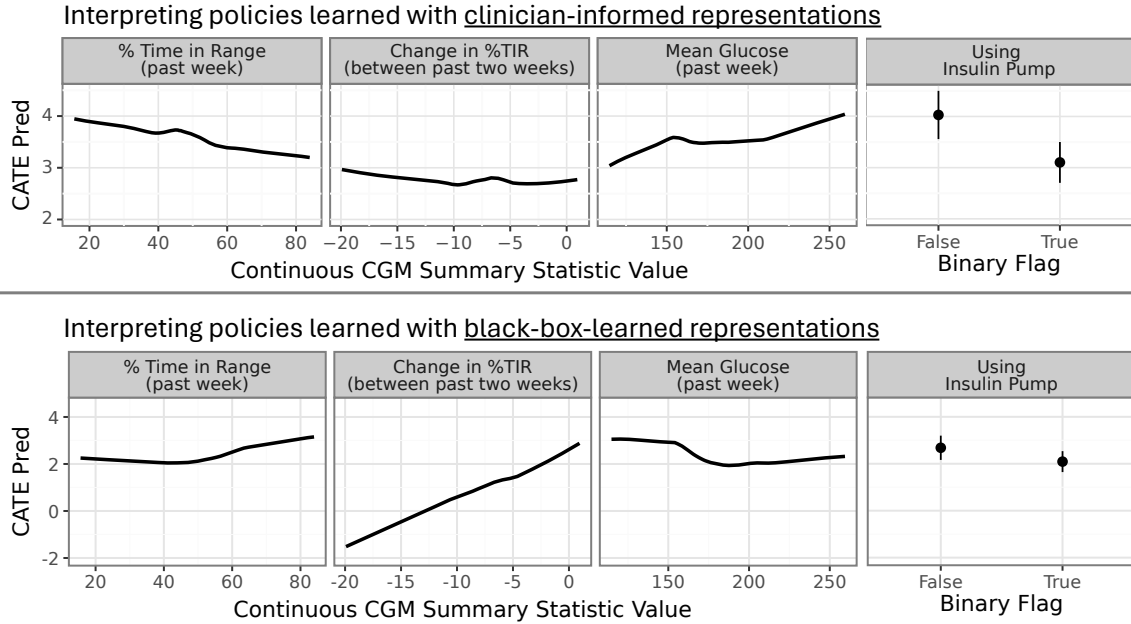 Interpreting policies learned with clinician-informed representations
% Time in Range
(past week)
Change in %TIR
(between past two weeks)
Mean Glucose
(past week)
Using
Insulin Pump
CATE Pred
4
3
2
20 40 60 80
−20 −15 −10 −5 0
150 200 250
False True
Continuous CGM Summary Statistic Value
Binary Flag
Interpreting policies learned with black-box-learned representations
% Time in Range
(past week)
Change in %TIR
(between past two weeks)
Mean Glucose
(past week)
Using
Insulin Pump
CATE Pred
4
2
0
-2
20 40 60 80
-20 -15 -10 -5 0
150 200 250
False True
Continuous CGM Summary Statistic Value
Binary Flag